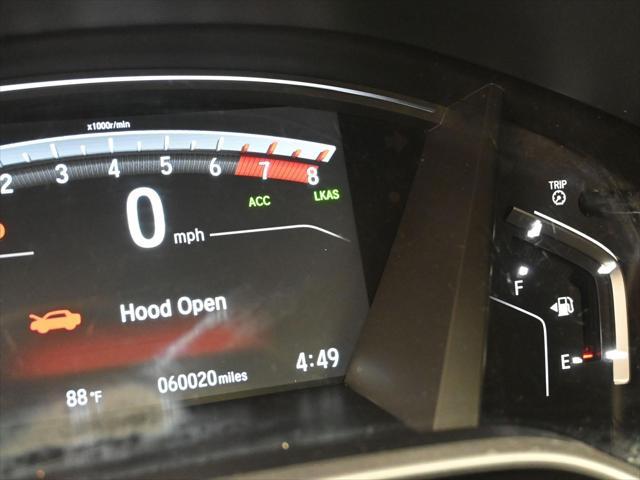 x1000r/min
2 3 4 5 6 7 8
ACC LKAS
0 mph
TRIP
F
Hood Open
E
88°F 060020 miles 4:49